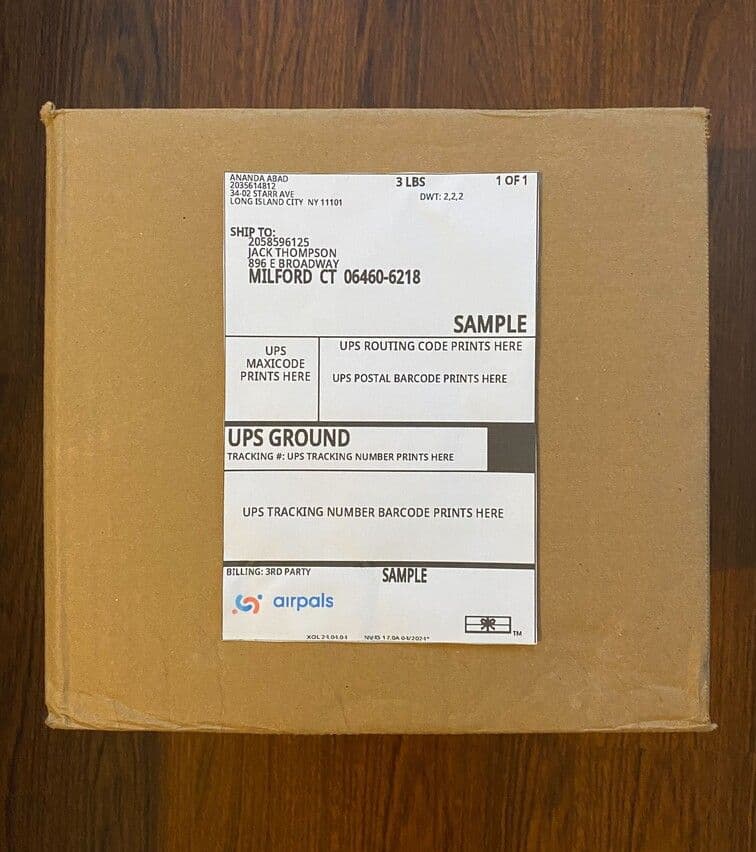 ANANDA ABAD
2035614812
34-02 STARR AVE
LONG ISLAND CITY NY 11101
3 LBS
1 OF 1
DWT: 2,2,2
SHIP TO:
2058596125
JACK THOMPSON
896 E BROADWAY
MILFORD CT 06460-6218
SAMPLE
UPS
MAXICODE
PRINTS HERE
UPS ROUTING CODE PRINTS HERE
UPS POSTAL BARCODE PRINTS HERE
UPS GROUND
TRACKING #: UPS TRACKING NUMBER PRINTS HERE
UPS TRACKING NUMBER BARCODE PRINTS HERE
BILLING: 3RD PARTY
SAMPLE
airpals
TM